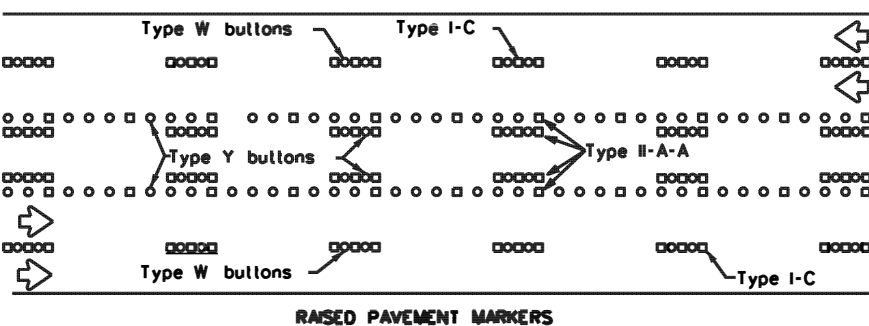 Type W buttons
Type I-C
Type Y buttons
Type II-A-A
Type W buttons
Type I-C
RAISED PAVEMENT MARKERS